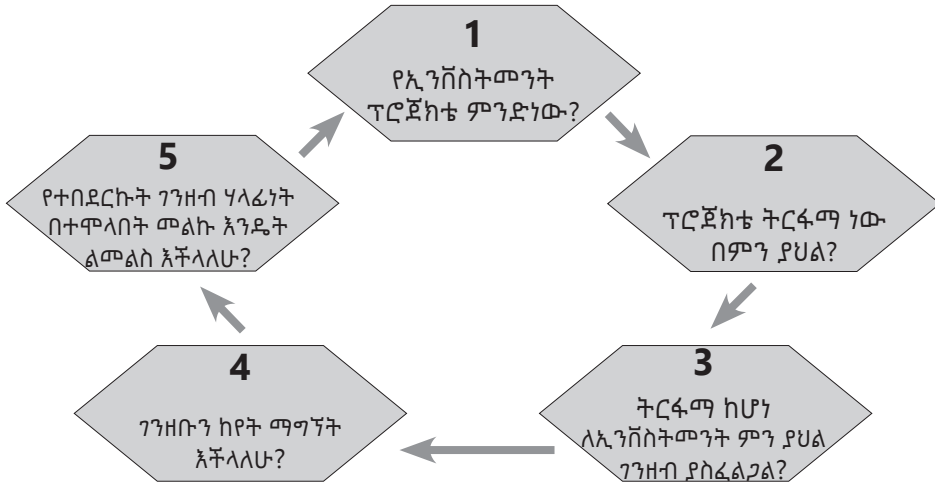 1
የኢንቨስትመንት
ፕሮጀክቴ ምንድነው?
2
ፕሮጀክቴ ትርፋማ ነው
በምን ያህል?
3
ትርፋማ ከሆነ
ለኢንቨስትመንት ምን ያህል
ገንዘብ ያስፈልጋል?
4
ገንዘቡን ከየት ማግኘት
እችላለሁ?
5
የተበደርኩት ገንዘብ ሃላፊነት
በተሞላበት መልኩ እንዴት
ልመልስ እችላለሁ?